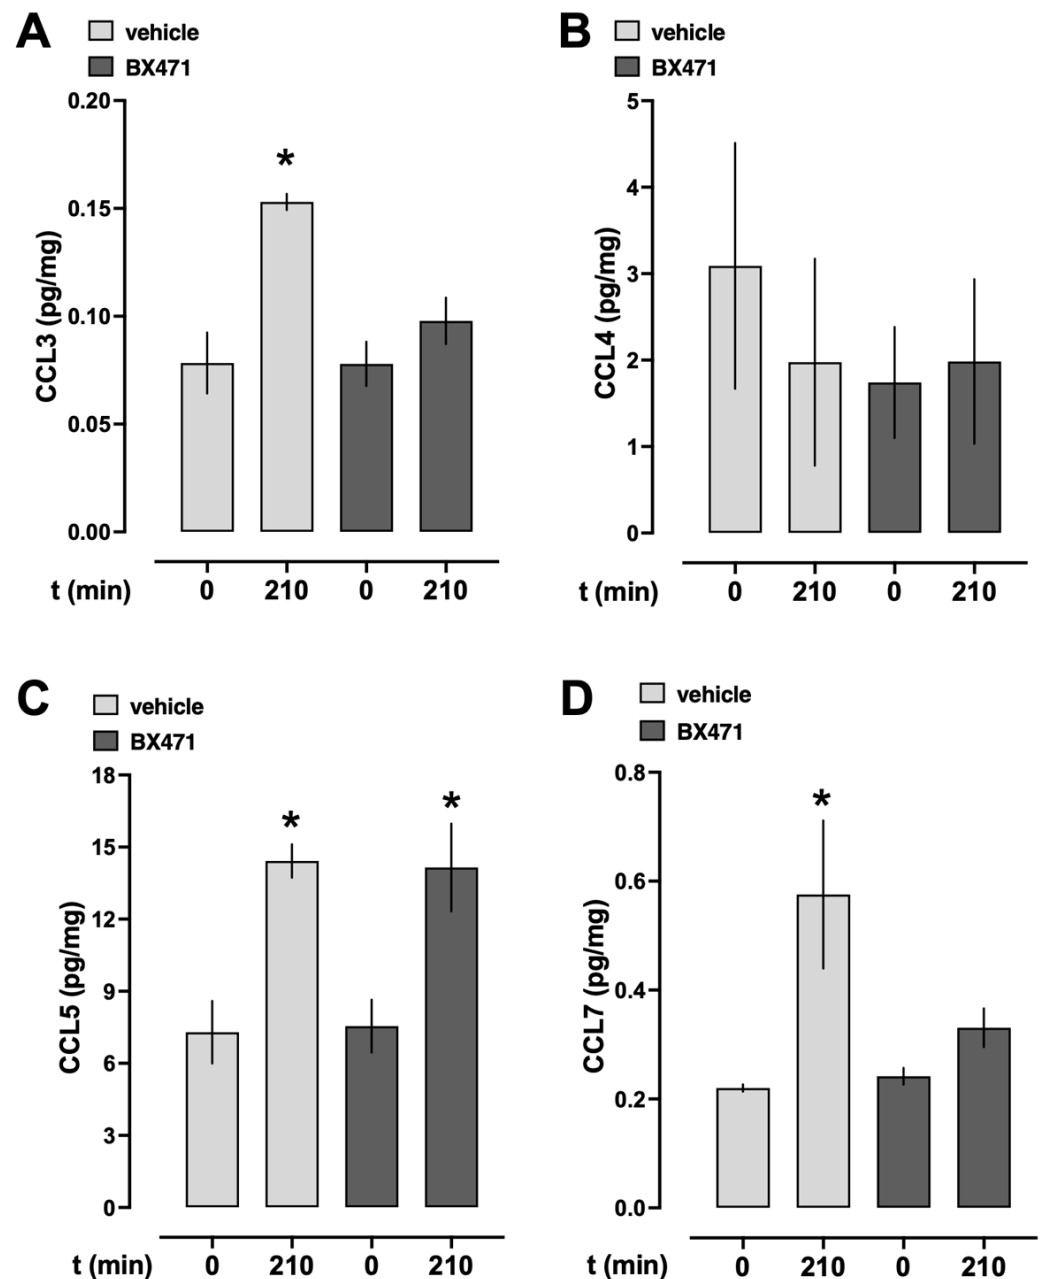 A
vehicle
BX471
0.20
*
0.15
0.10
0.05
0.00
CCL3 (pg/mg)
t (min) 0 210 0 210
B
vehicle
BX471
5
4
3
2
1
0
CCL4 (pg/mg)
t (min) 0 210 0 210
C
vehicle
BX471
18
* *
15
12
9
6
3
0
CCL5 (pg/mg)
t (min) 0 210 0 210
D
vehicle
BX471
0.8
*
0.6
0.4
0.2
0.0
CCL7 (pg/mg)
t (min) 0 210 0 210